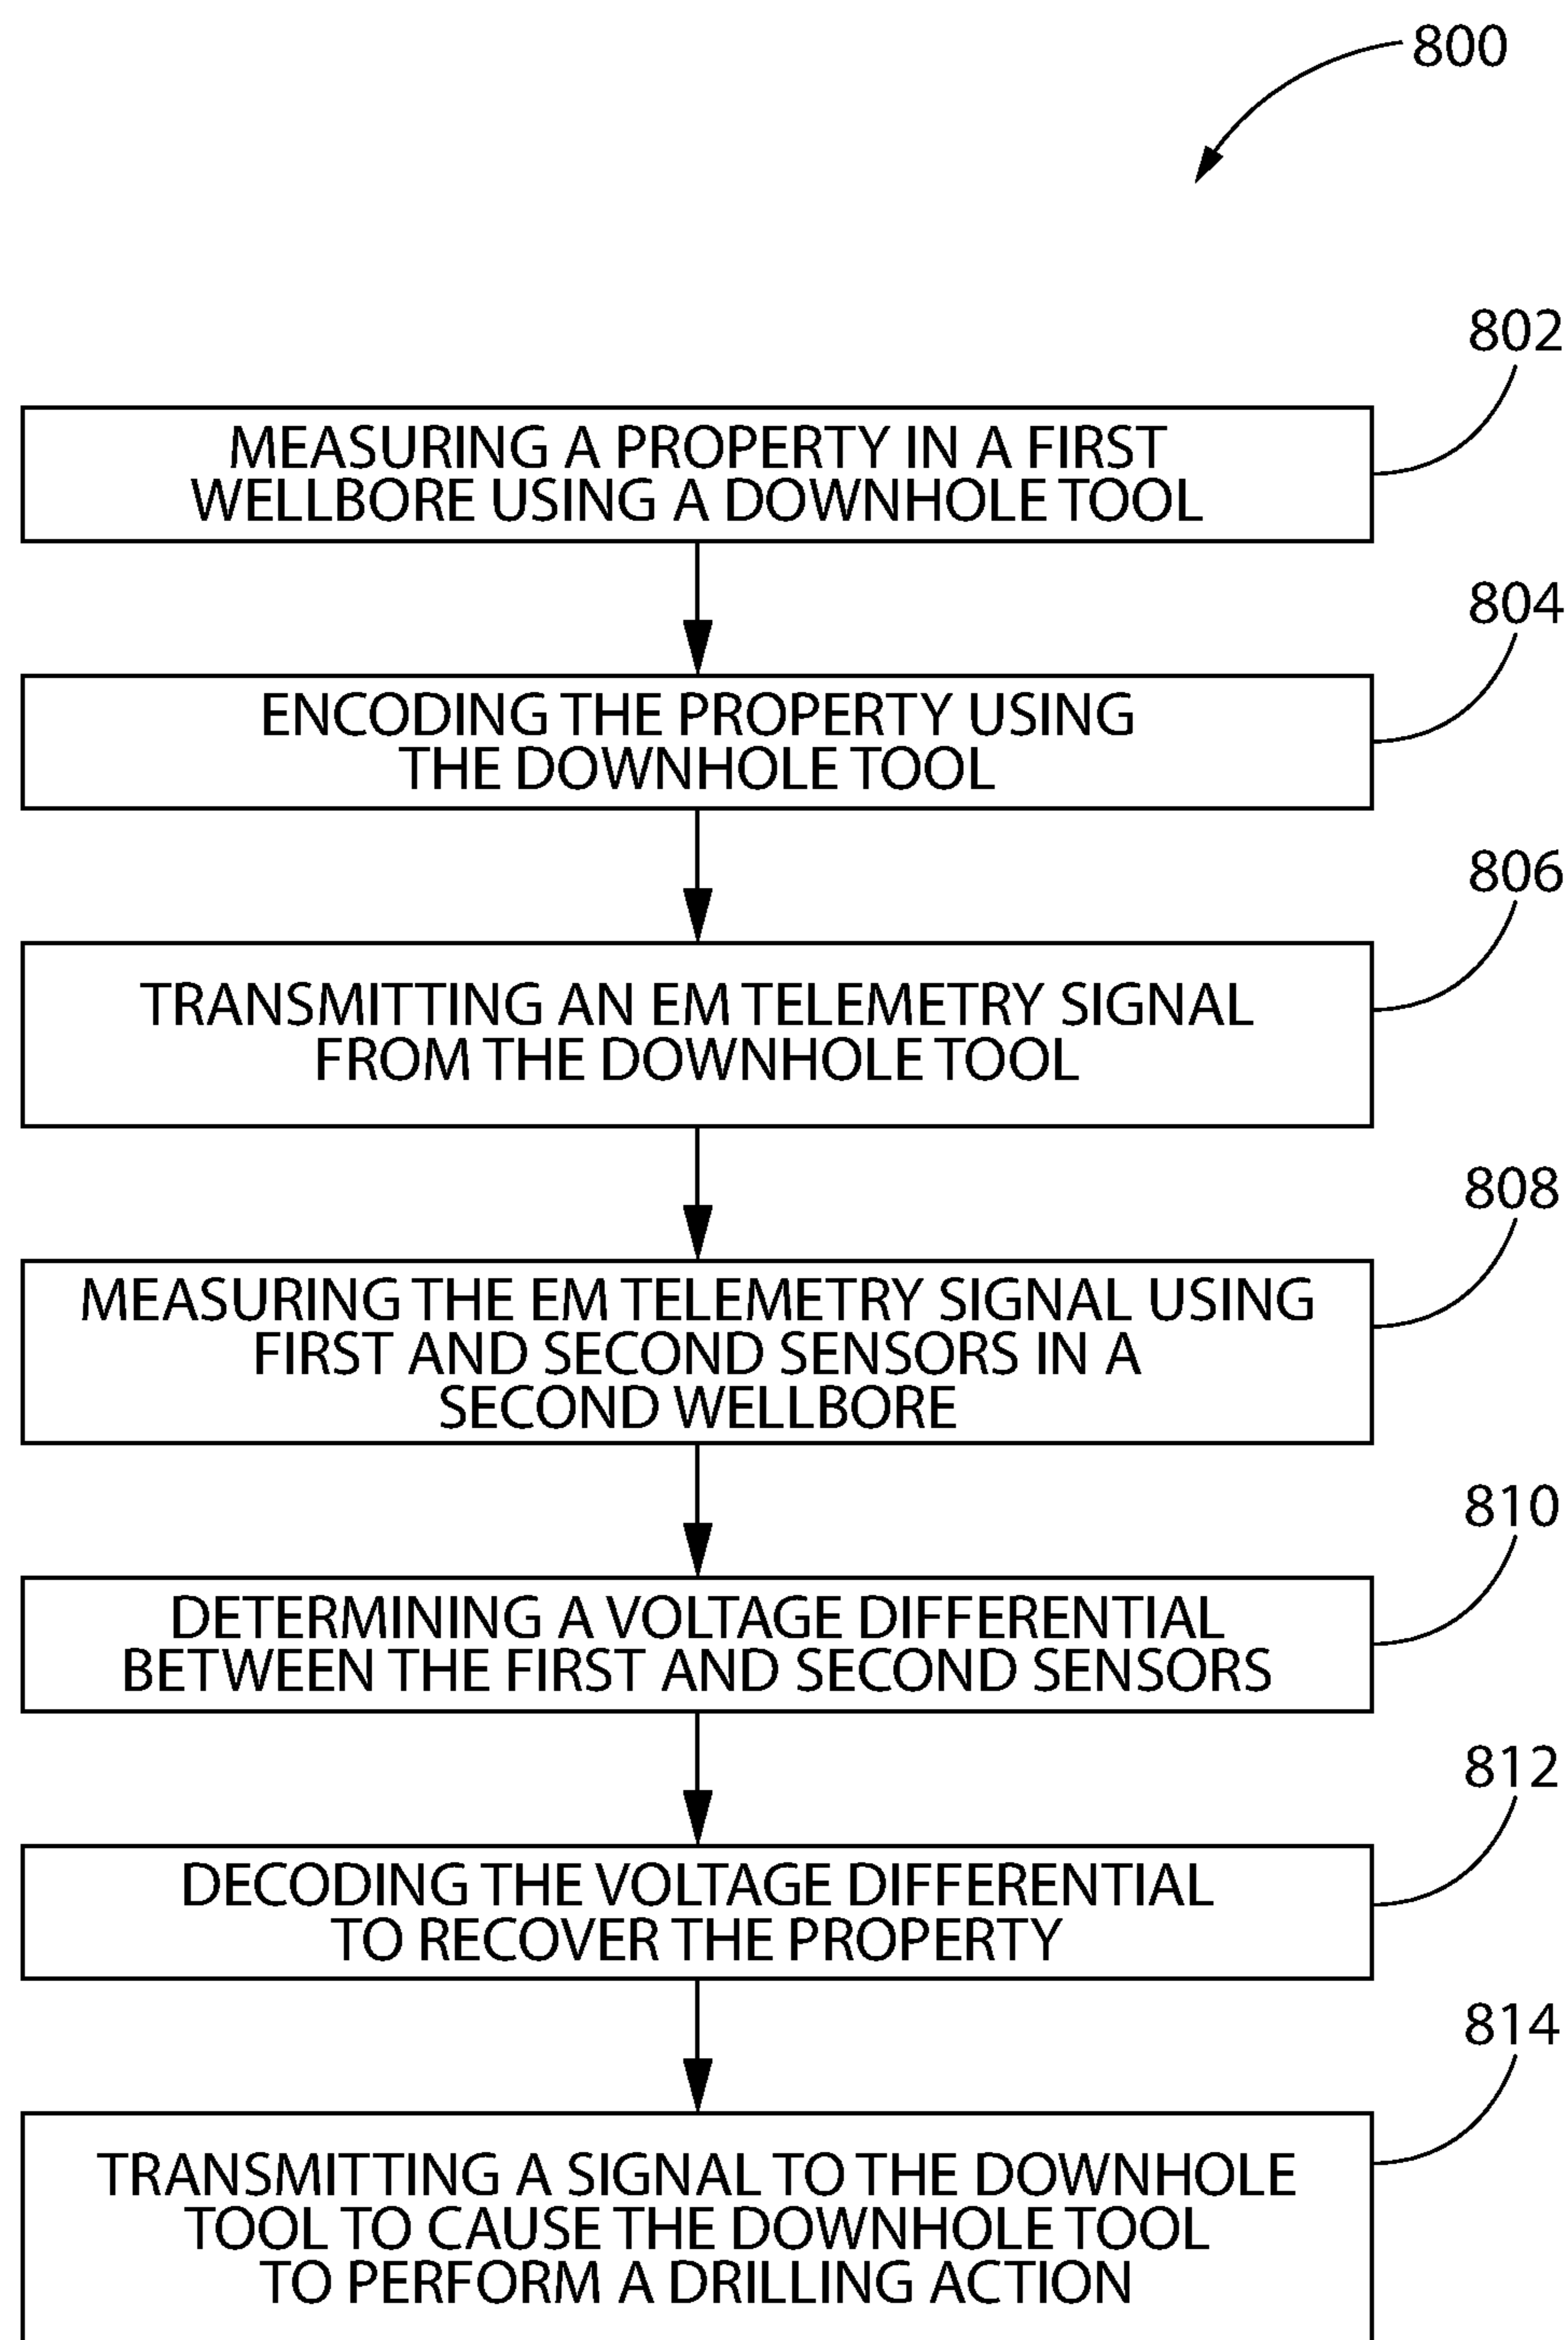 800
802
MEASURING A PROPERTY IN A FIRST
WELLBORE USING A DOWNHOLE TOOL
804
ENCODING THE PROPERTY USING
THE DOWNHOLE TOOL
806
TRANSMITTING AN EM TELEMETRY SIGNAL
FROM THE DOWNHOLE TOOL
808
MEASURING THE EM TELEMETRY SIGNAL USING
FIRST AND SECOND SENSORS IN A
SECOND WELLBORE
810
DETERMINING A VOLTAGE DIFFERENTIAL
BETWEEN THE FIRST AND SECOND SENSORS
812
DECODING THE VOLTAGE DIFFERENTIAL
TO RECOVER THE PROPERTY
814
TRANSMITTING A SIGNAL TO THE DOWNHOLE
TOOL TO CAUSE THE DOWNHOLE TOOL
TO PERFORM A DRILLING ACTION